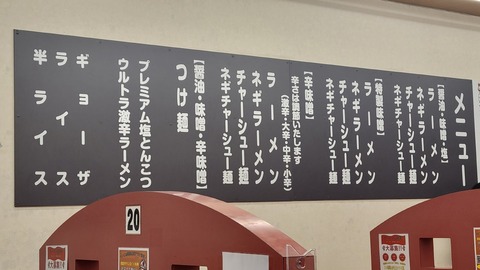 メニュー
【醤油・味噌・塩】
ラーメン
ネギラーメン
チャーシュー麺
ネギチャーシュー麺
【特製味噌】
ラーメン
ネギラーメン
チャーシュー麺
ネギチャーシュー麺
【辛味噌】
辛さは調節いたします
（激辛・大辛・中辛・小辛）
ラーメン
ネギラーメン
チャーシュー麺
ネギチャーシュー麺
【醤油・味噌・辛味噌】
つけ麺
プレミアム塩とんこつ
ウルトラ激辛ラーメン
ギョーザ
ライス
半ライス
20